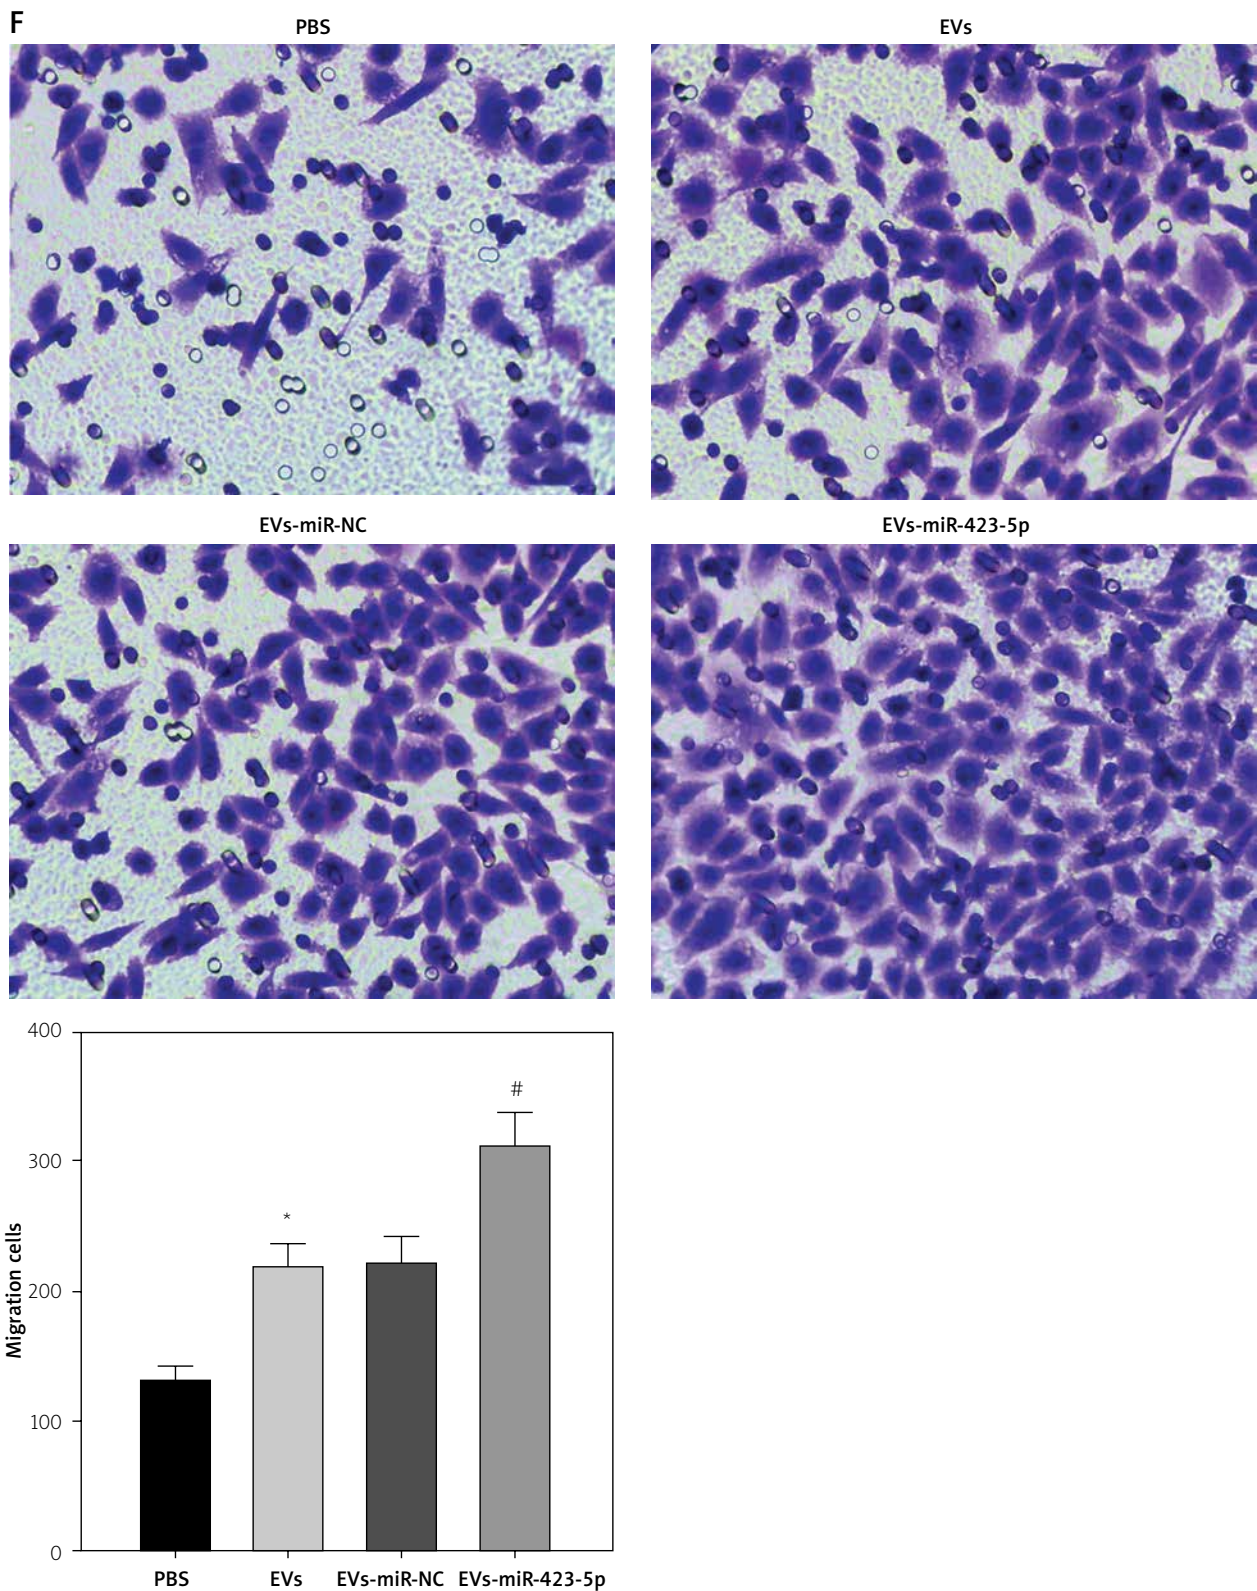 F
PBS
EVs
EVs-miR-NC
EVs-miR-423-5p
400
300
200
100
0
Migration cells
*
#
PBS
EVs
EVs-miR-NC
EVs-miR-423-5p